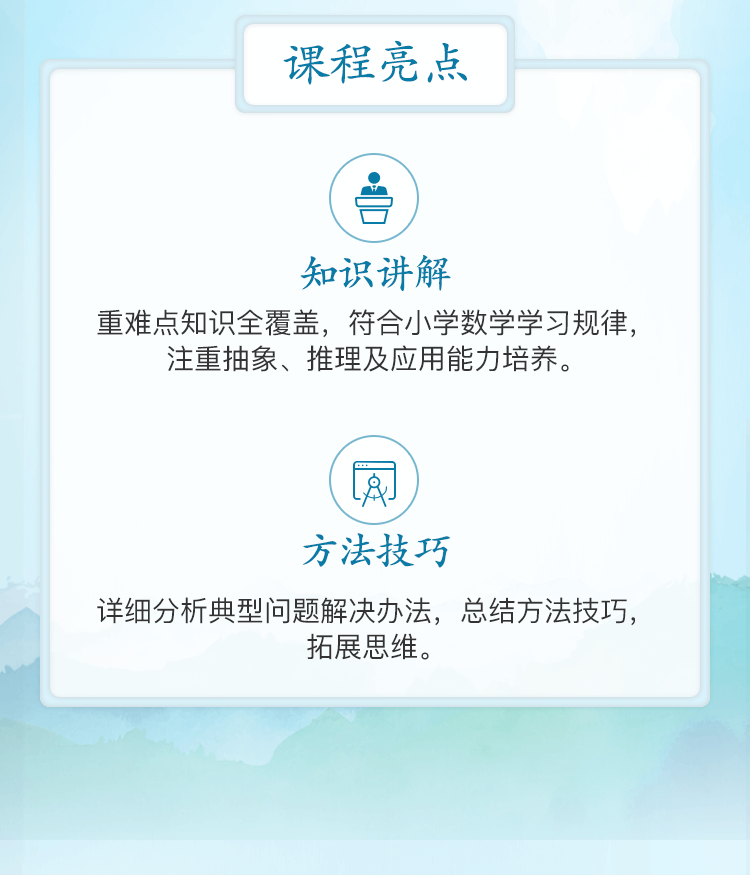 课程亮点
知识讲解
重难点知识全覆盖，符合小学数学学习规律，
注重抽象、推理及应用能力培养。
方法技巧
详细分析典型问题解决办法，总结方法技巧，
拓展思维。